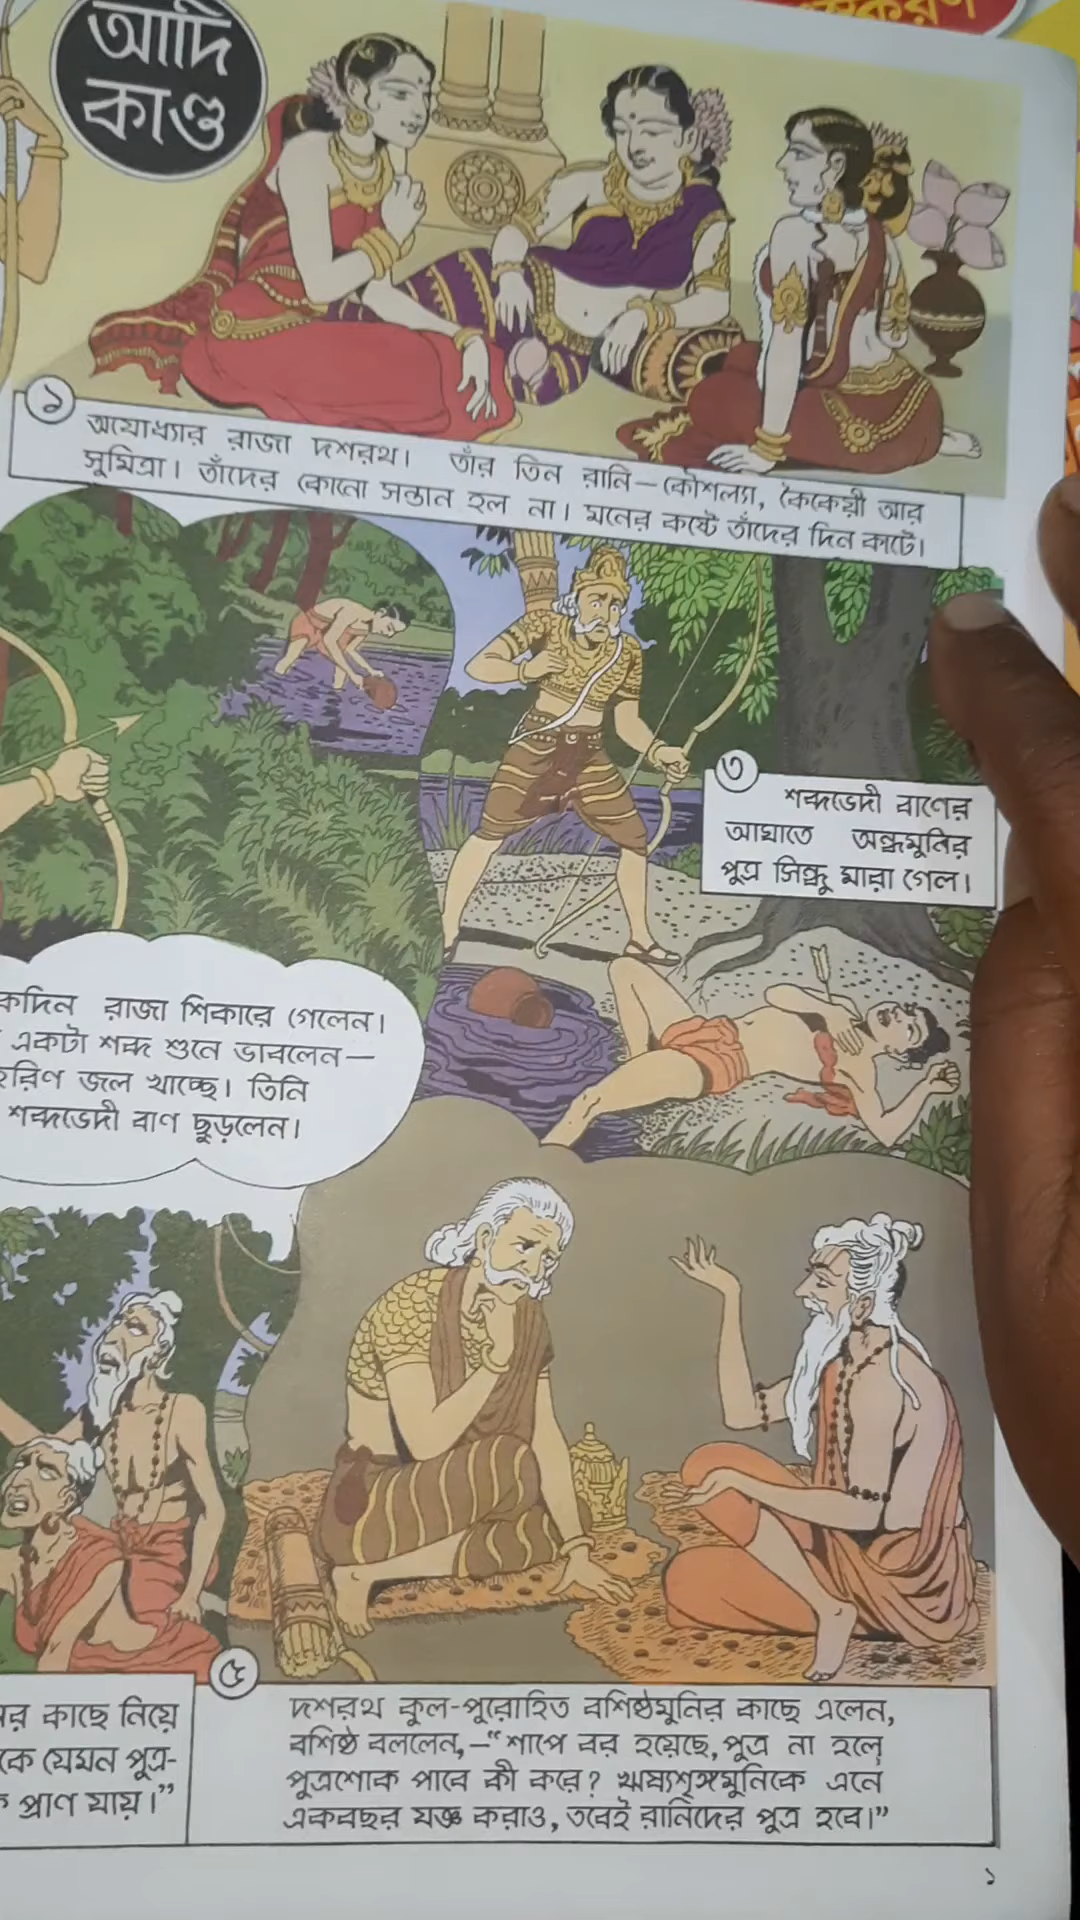 আদি
কাণ্ড
১
অযোধ্যার রাজা দশরথ। তাঁর তিন রানি—কৌশল্যা, কৈকেয়ী আর
সুমিত্রা। তাঁদের কোনো সন্তান হল না। মনের কষ্টে তাঁদের দিন কাটে।
কদিন রাজা শিকারে গেলেন।
একটা শব্দ শুনে ভাবলেন—
হরিণ জল খাচ্ছে। তিনি
শব্দভেদী বাণ ছুড়লেন।
৩
শব্দভেদী বাণের
আঘাতে অন্ধমুনির
পুত্র সিন্ধু মারা গেল।
কাছে নিয়ে
কে যেমন পুত্র-
প্রাণ যায়।”
৫
দশরথ কুল-পুরোহিত বশিষ্ঠমুনির কাছে এলেন,
বশিষ্ঠ বললেন,—“শাপে বর হয়েছে, পুত্র না হলে
পুত্রশোক পাবে কী করে? ঋষ্যশৃঙ্গমুনিকে এনে
একবছর যজ্ঞ করাও, তবেই রানিদের পুত্র হবে।”
১